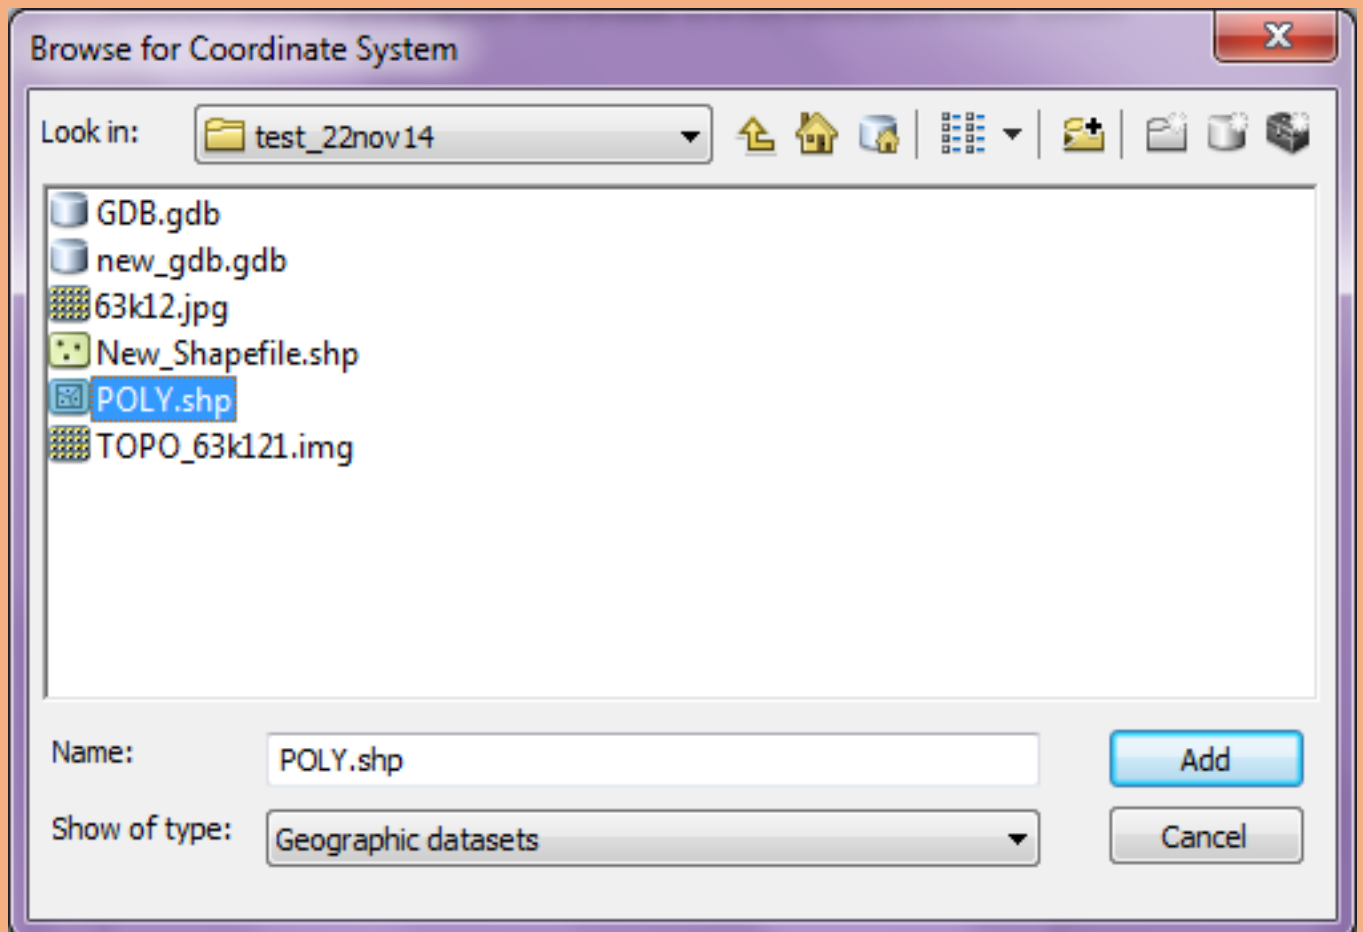 Browse for Coordinate System
Look in: test_22nov14
GDB.gdb
new_gdb.gdb
63k12.jpg
New_Shapefile.shp
POLY.shp
TOPO_63k121.img
Name: POLY.shp Add
Show of type: Geographic datasets Cancel